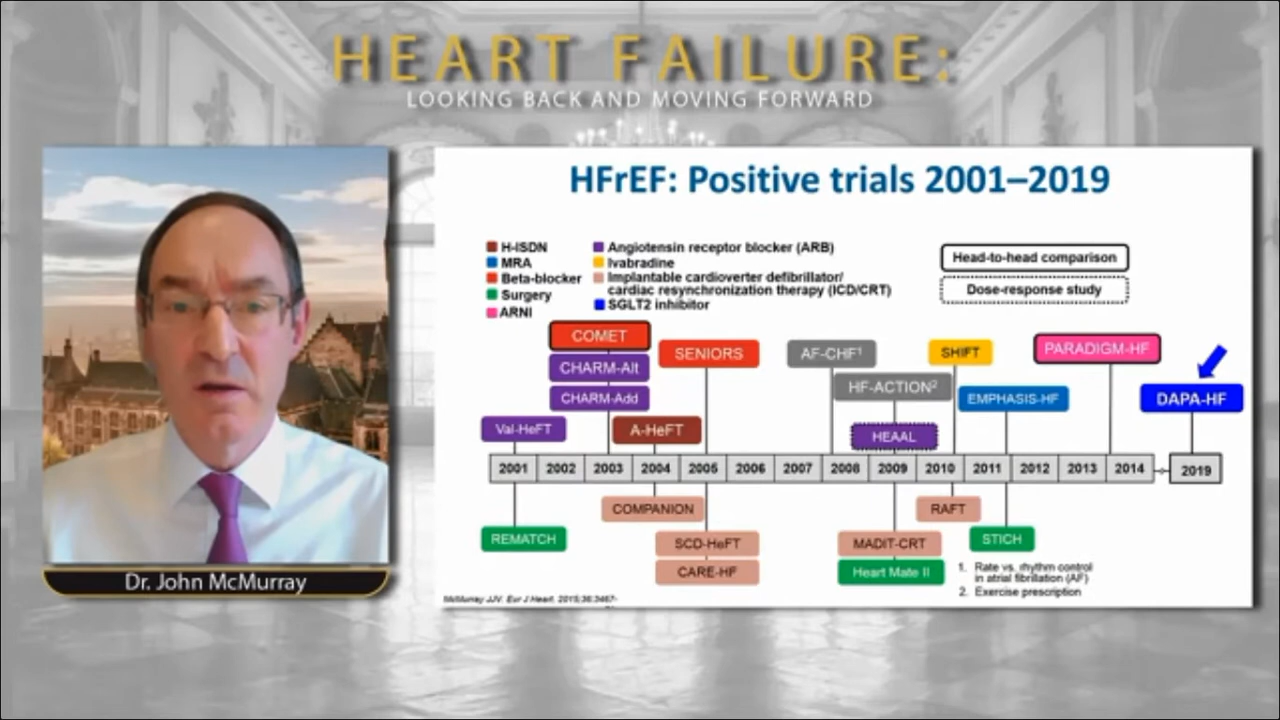 HEART FAILURE:
LOOKING BACK AND MOVING FORWARD
Dr. John McMurray
HFrEF: Positive trials 2001–2019
H-ISDN
MRA
Beta-blocker
Surgery
ARNI
Angiotensin receptor blocker (ARB)
Ivabradine
Implantable cardioverter defibrillator/
cardiac resynchronization therapy (ICD/CRT)
SGLT2 inhibitor
Head-to-head comparison
Dose-response study
COMET
SENIORS
AF-CHF1
SHIFT
PARADIGM-HF
CHARM-Alt
HF-ACTION2
CHARM-Add
EMPHASIS-HF
DAPA-HF
Val-HeFT
A-HeFT
HEAAL
2001 2002 2003 2004 2005 2006 2007 2008 2009 2010 2011 2012 2013 2014 2019
COMPANION
RAFT
REMATCH
SCD-HeFT
MADIT-CRT
STICH
CARE-HF
Heart Mate II
1. Rate vs. rhythm control
in atrial fibrillation (AF)
2. Exercise prescription
McMurray JJV. Eur J Heart. 2015;36:3467-